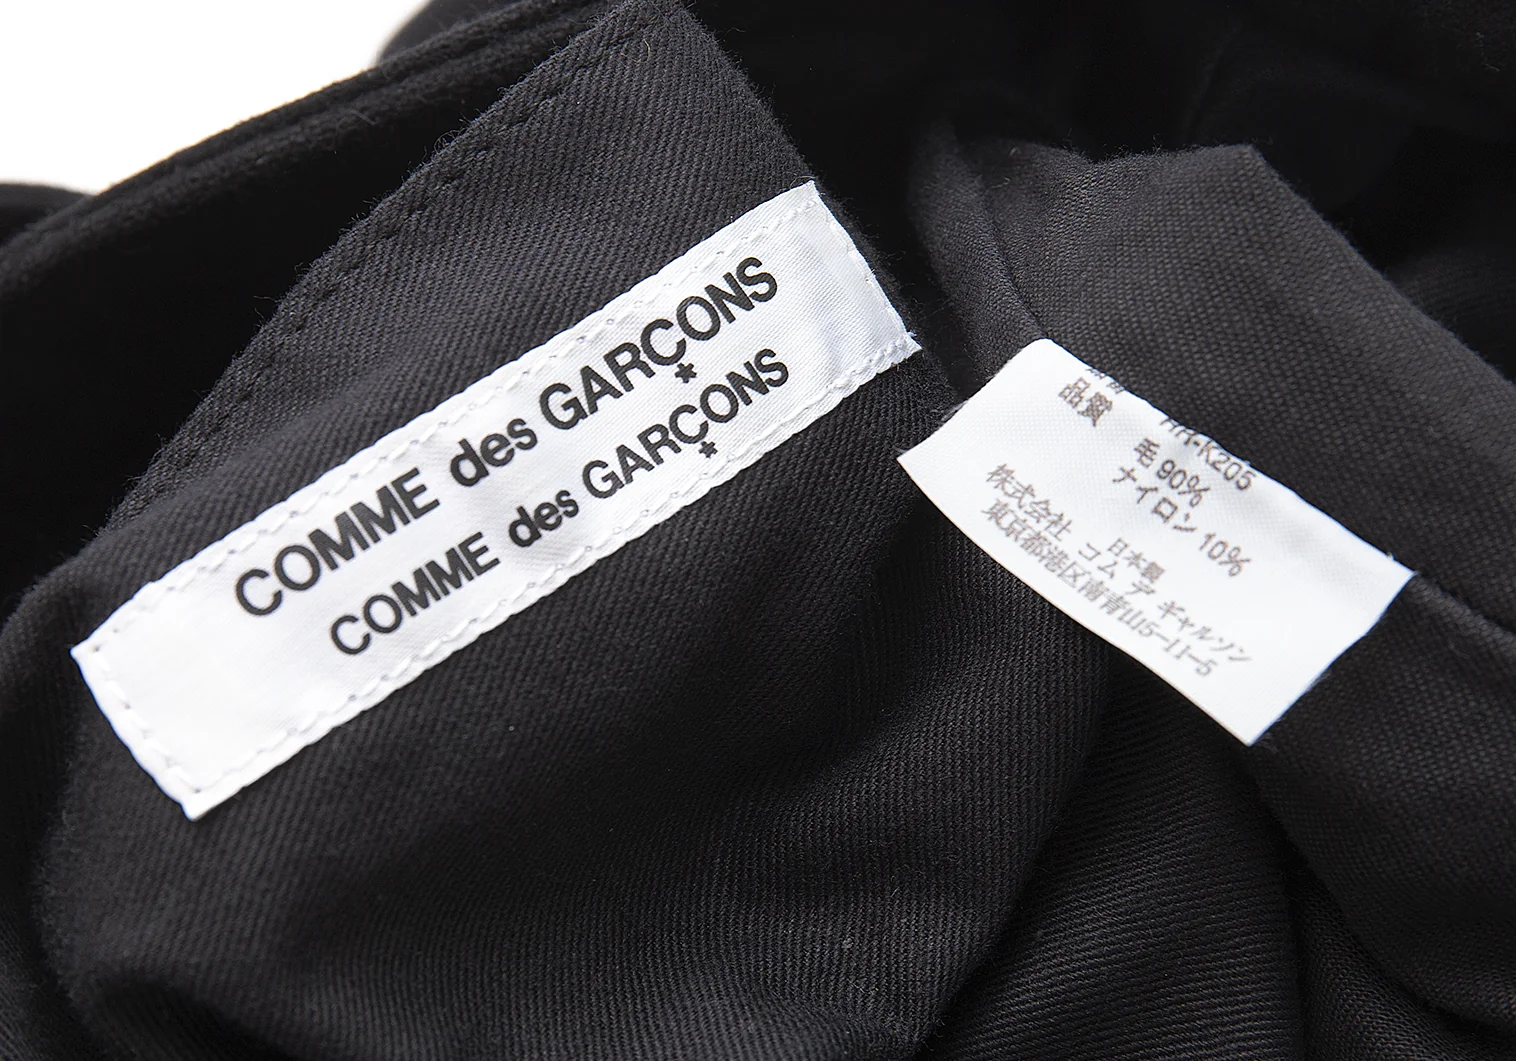 COMME des GARÇONS
COMME des GARÇONS
品質
-K205
毛 90%
ナイロン 10%
日本製
株式会社 コム デ ギャルソン
東京都港区南青山5-11-5